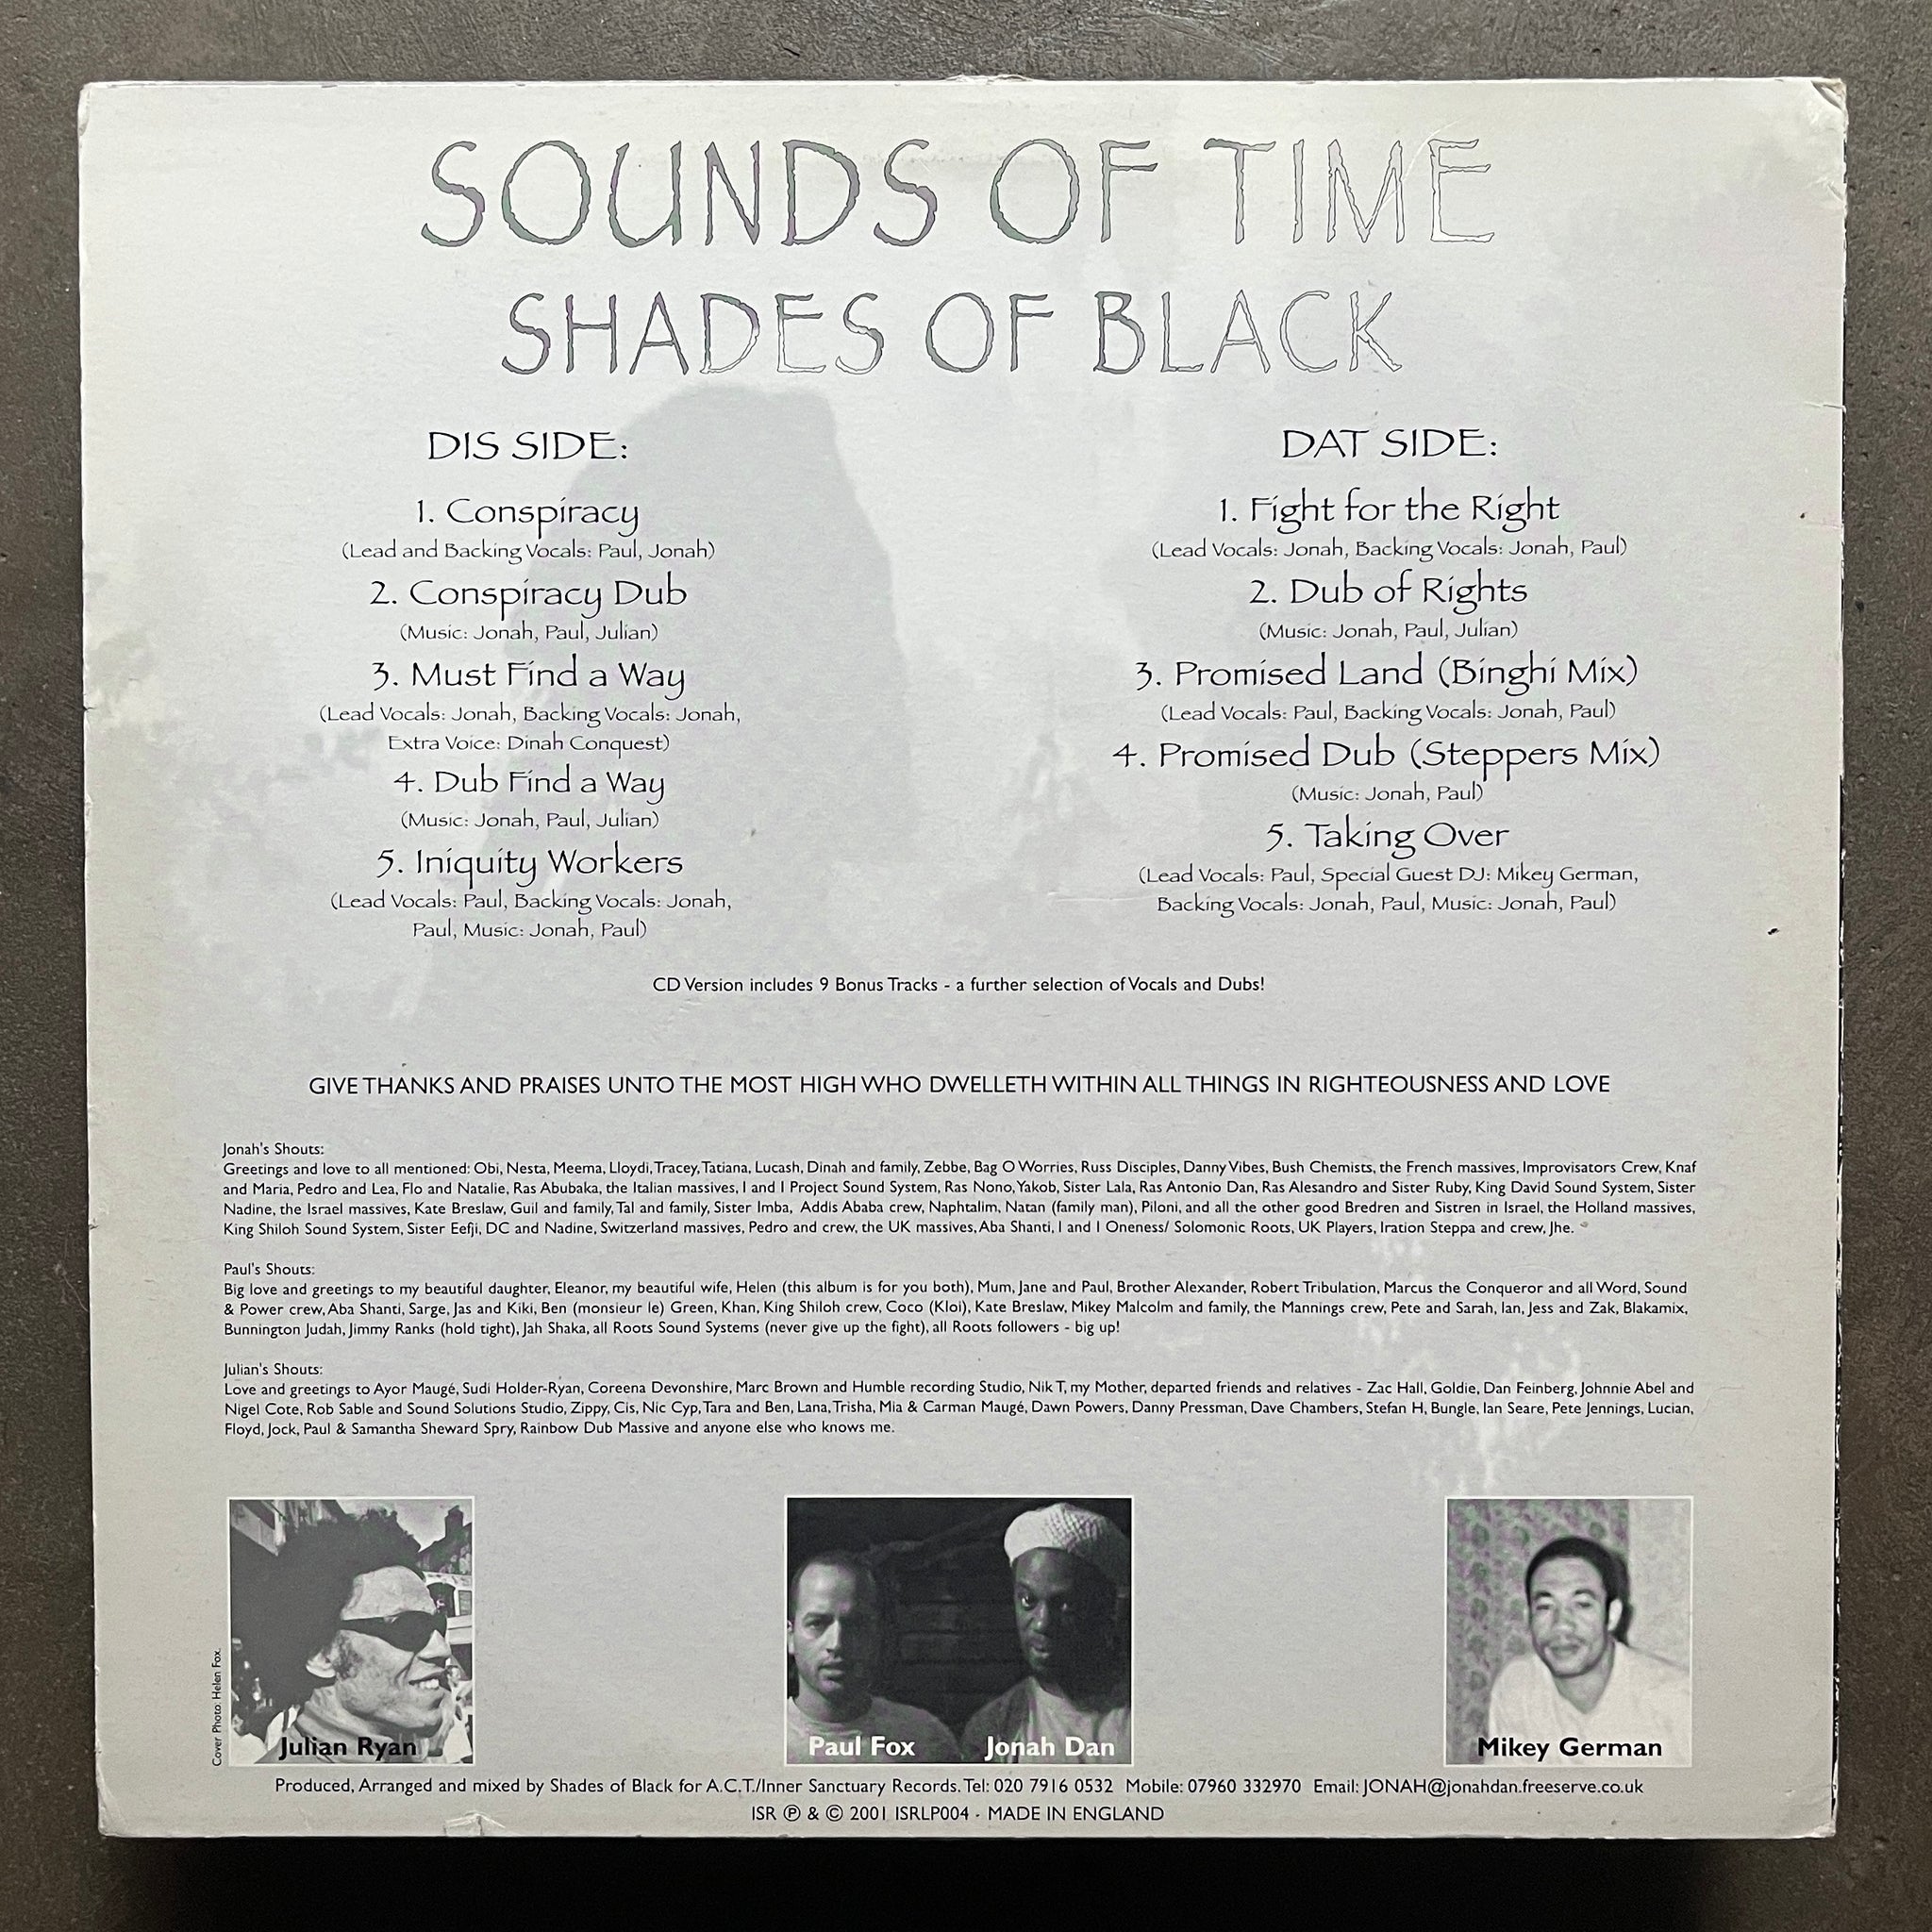 SOUNDS OF TIME
SHADES OF BLACK
DIS SIDE:
1. Conspiracy
(Lead and Backing Vocals: Paul, Jonah)
2. Conspiracy Dub
(Music: Jonah, Paul, Julian)
3. Must Find a Way
(Lead Vocals: Jonah, Backing Vocals: Jonah,
Extra Voice: Dinah Conquest)
4. Dub Find a Way
(Music: Jonah, Paul, Julian)
5. Iniquity Workers
(Lead Vocals: Paul, Backing Vocals: Jonah,
Paul, Music: Jonah, Paul)
DAT SIDE:
1. Fight for the Right
(Lead Vocals: Jonah, Backing Vocals: Jonah, Paul)
2. Dub of Rights
(Music: Jonah, Paul, Julian)
3. Promised Land (Binghi Mix)
(Lead Vocals: Paul, Backing Vocals: Jonah, Paul)
4. Promised Dub (Steppers Mix)
(Music: Jonah, Paul)
5. Taking Over
(Lead Vocals: Paul, Special Guest DJ: Mikey German,
Backing Vocals: Jonah, Paul, Music: Jonah, Paul)
CD Version includes 9 Bonus Tracks - a further selection of Vocals and Dubs!
GIVE THANKS AND PRAISES UNTO THE MOST HIGH WHO DWELLETH WITHIN ALL THINGS IN RIGHTEOUSNESS AND LOVE
Jonah's Shouts:
Greetings and love to all mentioned: Obi, Nesta, Meema, Lloydi, Tracey, Tatiana, Lucash, Dinah and family, Zebbe, Bag O Worries, Russ Disciples, Danny Vibes, Bush Chemists, the French massives, Improvisators Crew, Knaf
and Maria, Pedro and Lea, Flo and Natalie, Ras Abubaka, the Italian massives, I and I Project Sound System, Ras Nono, Yakob, Sister Lala, Ras Antonio Dan, Ras Alesandro and Sister Ruby, King David Sound System, Sister
Nadine, the Israel massives, Kate Breslaw, Guil and family, Tal and family, Sister Imba, Addis Ababa crew, Naphtalim, Natan (family man), Piloni, and all the other good Bredren and Sistren in Israel, the Holland massives,
King Shiloh Sound System, Sister Eefji, DC and Nadine, Switzerland massives, Pedro and crew, the UK massives, Aba Shanti, I and I Oneness/ Solomonic Roots, UK Players, Iration Steppa and crew, Jhe.
Paul's Shouts:
Big love and greetings to my beautiful daughter, Eleanor, my beautiful wife, Helen (this album is for you both), Mum, Jane and Paul, Brother Alexander, Robert Tribulation, Marcus the Conqueror and all Word, Sound
& Power crew, Aba Shanti, Sarge, Jas and Kiki, Ben (monsieur le) Green, Khan, King Shiloh crew, Coco (Kloi), Kate Breslaw, Mikey Malcolm and family, the Mannings crew, Pete and Sarah, Ian, Jess and Zak, Blakamix,
Bunnington Judah, Jimmy Ranks (hold tight), Jah Shaka, all Roots Sound Systems (never give up the fight), all Roots followers - big up!
Julian's Shouts:
Love and greetings to Ayor Maugé, Sudi Holder-Ryan, Coreena Devonshire, Marc Brown and Humble recording Studio, Nik T, my Mother, departed friends and relatives - Zac Hall, Goldie, Dan Feinberg, Johnnie Abel and
Nigel Cote, Rob Sable and Sound Solutions Studio, Zippy, Cis, Nic Cyp, Tara and Ben, Lana, Trisha, Mia & Carman Maugé, Dawn Powers, Danny Pressman, Dave Chambers, Stefan H, Bungle, Ian Seare, Pete Jennings, Lucian,
Floyd, Jock, Paul & Samantha Sheward Spry, Rainbow Dub Massive and anyone else who knows me.
Cover Photo: Helen Fox.
Julian Ryan
Paul Fox
Jonah Dan
Mikey German
Produced, Arranged and mixed by Shades of Black for A.C.T./Inner Sanctuary Records. Tel: 020 7916 0532 Mobile: 07960 332970 Email: JONAH@jonahdan.freeserve.co.uk
ISR ℗ & © 2001 ISRLP004 - MADE IN ENGLAND